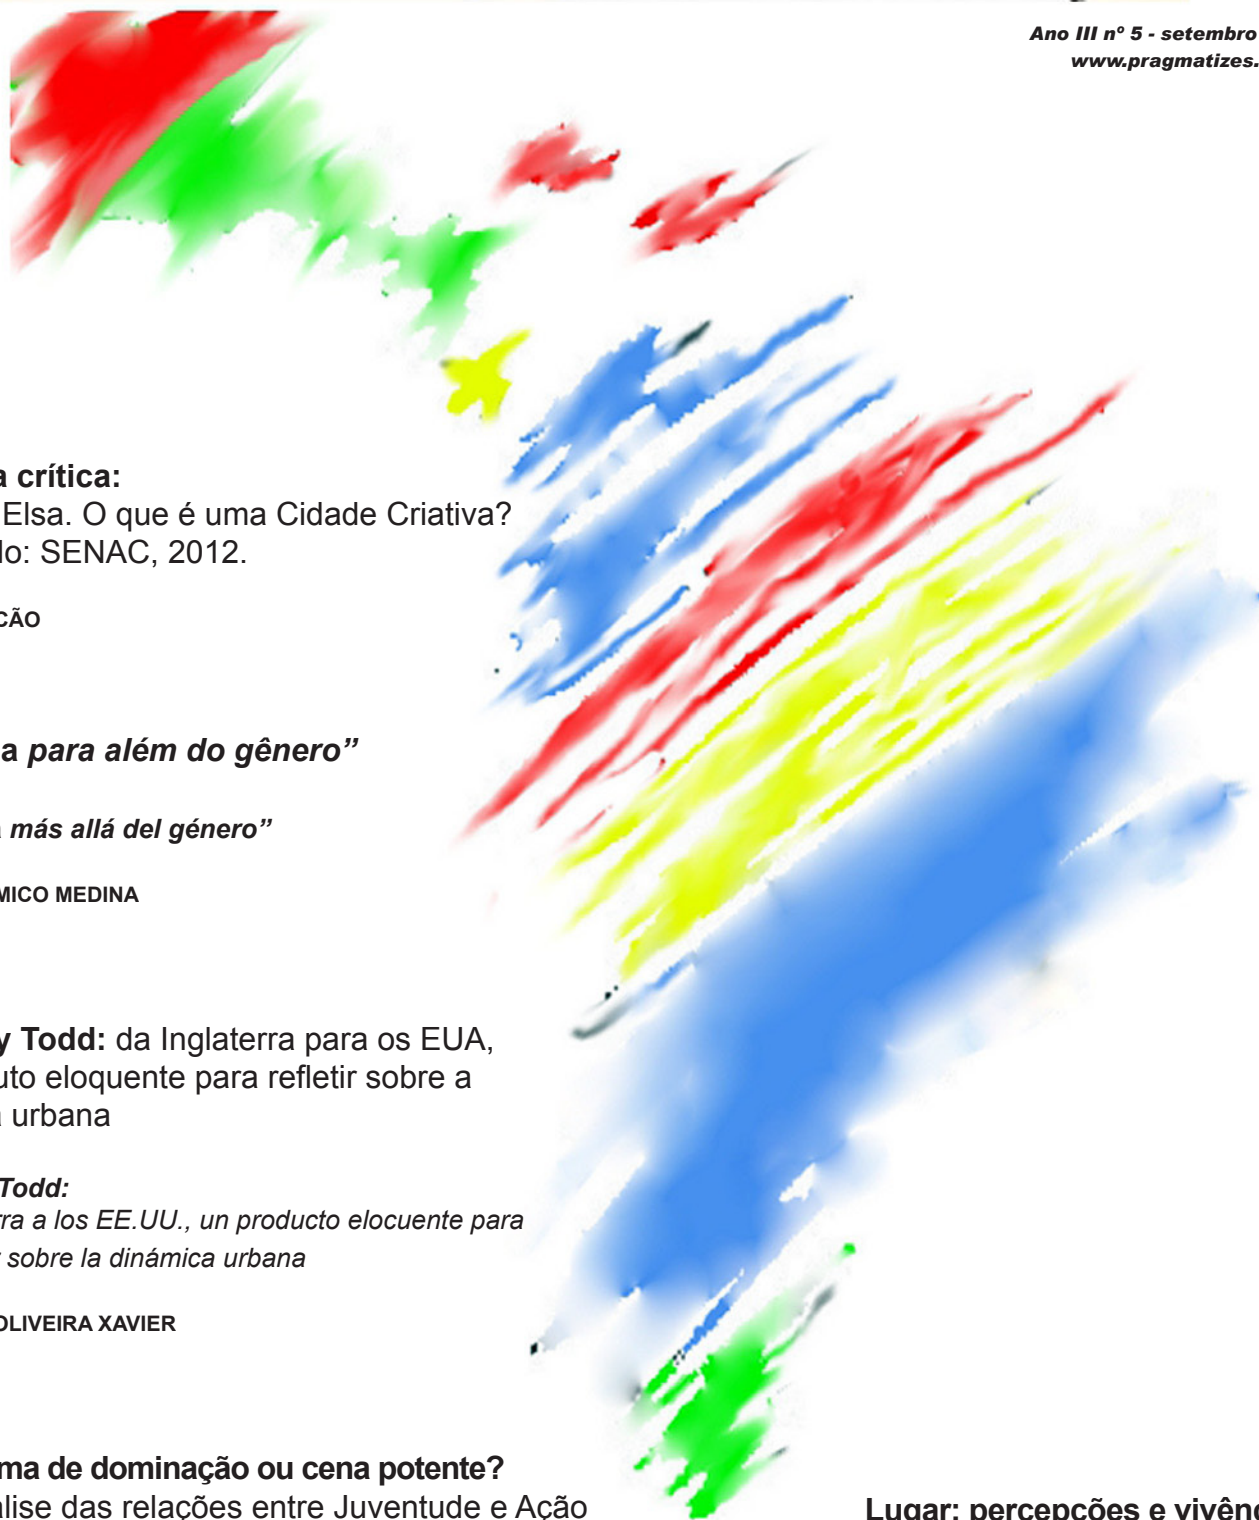 Ano III nº 5 - setembro
www.pragmatizes.
a crítica:
Elsa. O que é uma Cidade Criativa?
lo: SENAC, 2012.
ÇÃO
a para além do gênero”
más allá del género”
MICO MEDINA
y Todd: da Inglaterra para os EUA,
uto eloquente para refletir sobre a
a urbana
Todd:
rra a los EE.UU., un producto elocuente para
r sobre la dinámica urbana
OLIVEIRA XAVIER
ma de dominação ou cena potente?
álise das relações entre Juventude e Ação
Lugar: percepções e vivênc